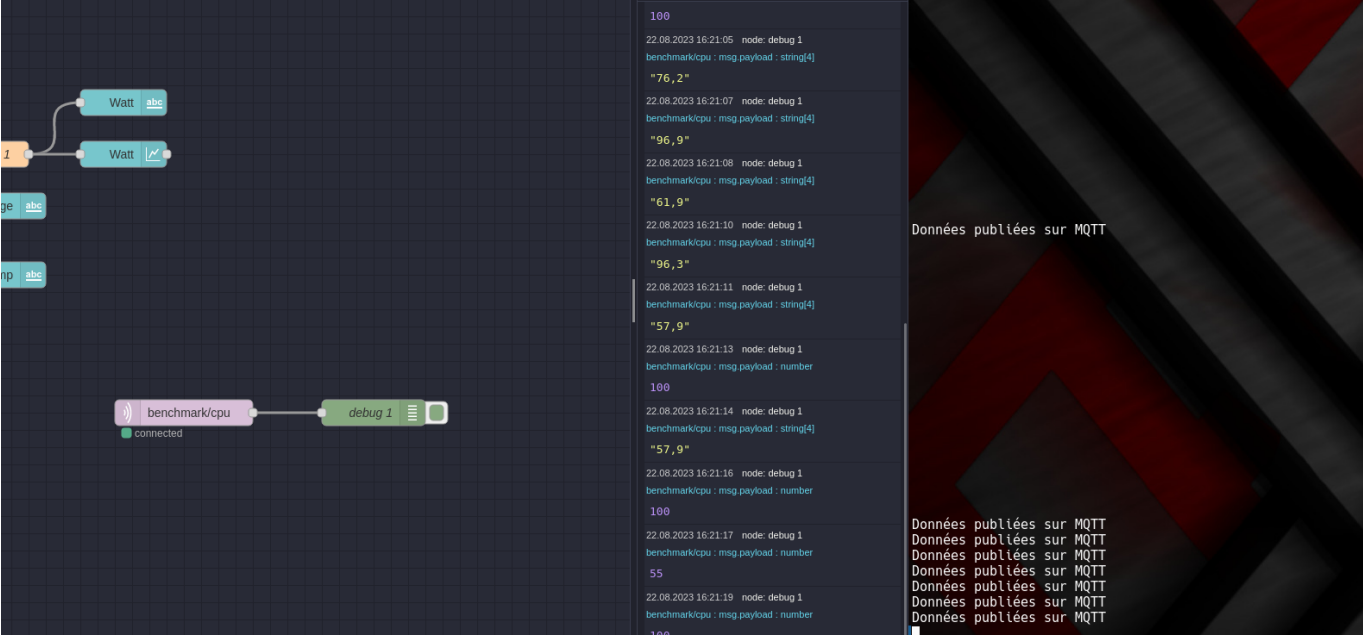 Watt abc
1
Watt
ge abc
mp abc
benchmark/cpu
connected
debug 1
100
22.08.2023 16:21:05 node: debug 1
benchmark/cpu : msg.payload : string[4]
"76,2"
22.08.2023 16:21:07 node: debug 1
benchmark/cpu : msg.payload : string[4]
"96,9"
22.08.2023 16:21:08 node: debug 1
benchmark/cpu : msg.payload : string[4]
"61,9"
22.08.2023 16:21:10 node: debug 1
benchmark/cpu : msg.payload : string[4]
"96,3"
22.08.2023 16:21:11 node: debug 1
benchmark/cpu : msg.payload : string[4]
"57,9"
22.08.2023 16:21:13 node: debug 1
benchmark/cpu : msg.payload : number
100
22.08.2023 16:21:14 node: debug 1
benchmark/cpu : msg.payload : string[4]
"57,9"
22.08.2023 16:21:16 node: debug 1
benchmark/cpu : msg.payload : number
100
22.08.2023 16:21:17 node: debug 1
benchmark/cpu : msg.payload : number
55
22.08.2023 16:21:19 node: debug 1
benchmark/cpu : msg.payload : number
100
Données publiées sur MQTT
Données publiées sur MQTT
Données publiées sur MQTT
Données publiées sur MQTT
Données publiées sur MQTT
Données publiées sur MQTT
Données publiées sur MQTT
Données publiées sur MQTT